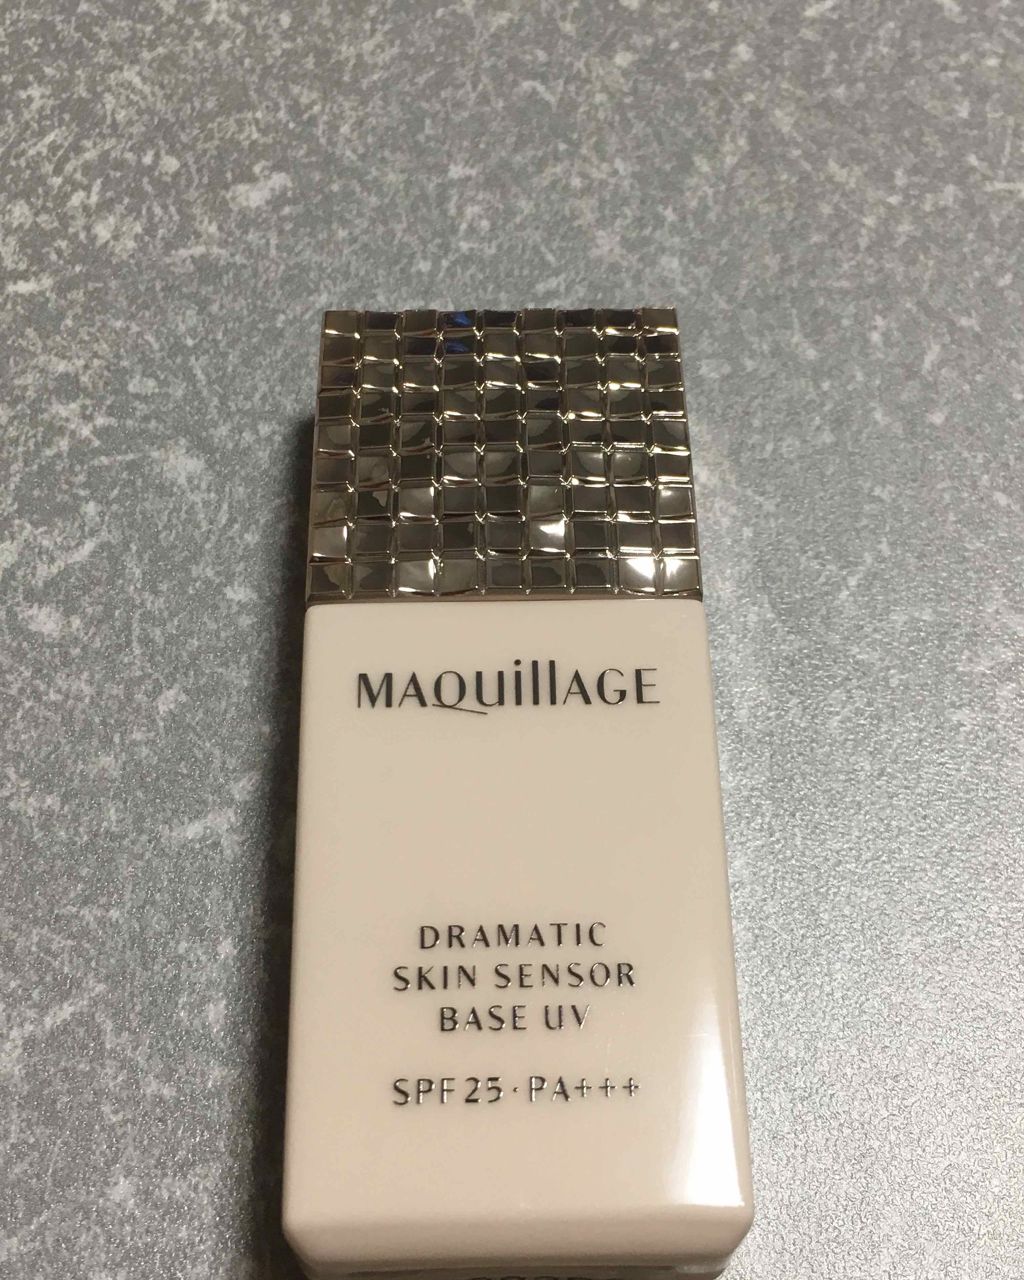 MAQuillAGE
DRAMATIC
SKIN SENSOR
BASE UV
SPF25·PA+++